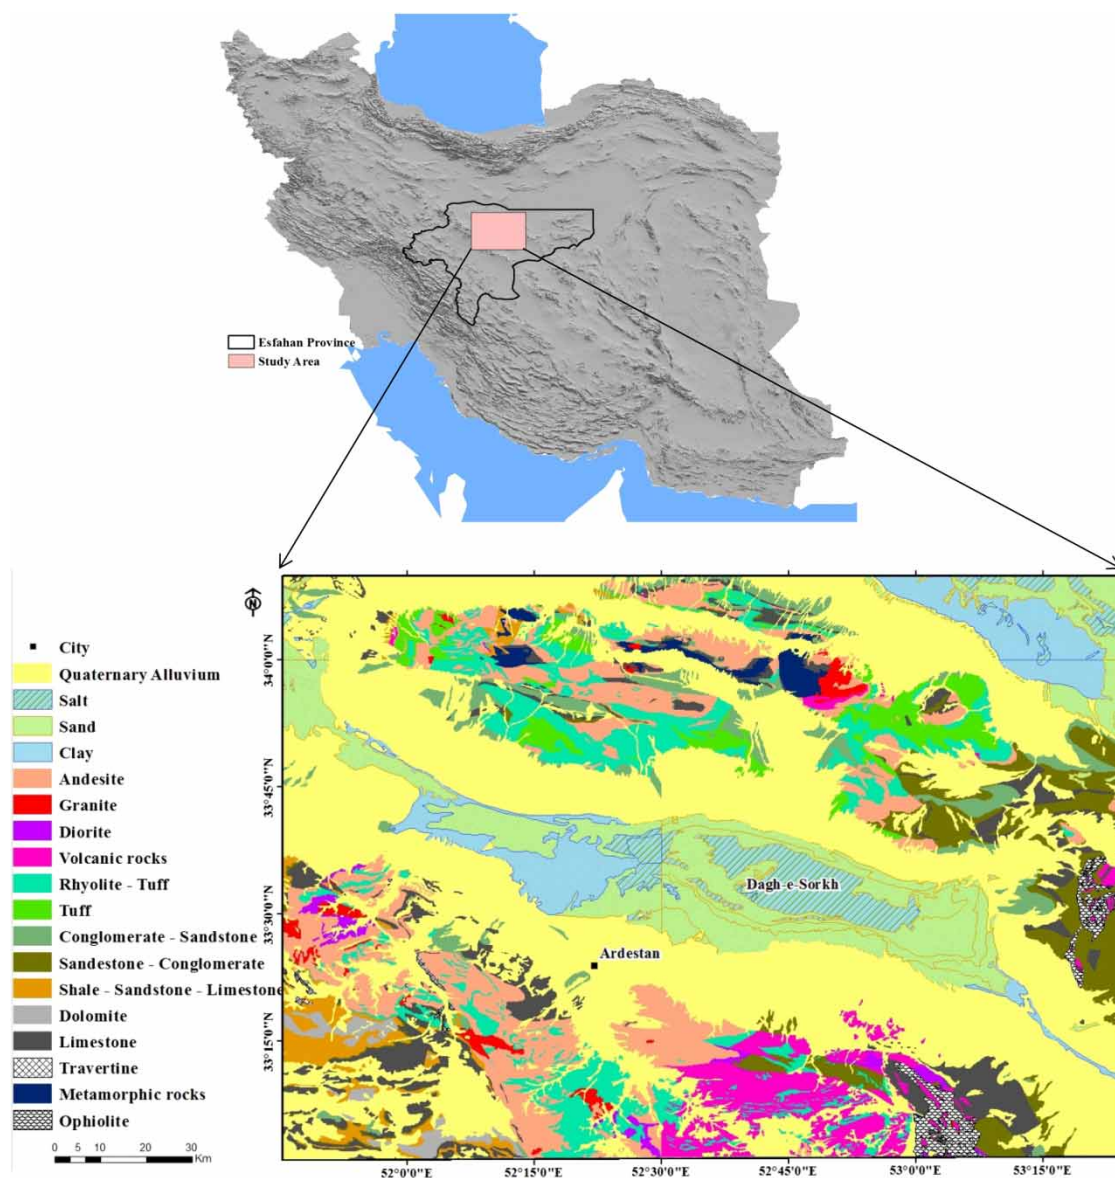 Esfahan Province
Study Area
N
City
Quaternary Alluvium
Salt
Sand
Clay
Andesite
Granite
Diorite
Volcanic rocks
Rhyolite - Tuff
Tuff
Conglomerate - Sandstone
Sandestone - Conglomerate
Shale - Sandstone - Limestone
Dolomite
Limestone
Travertine
Metamorphic rocks
Ophiolite
0 5 10 20 30
Km
34°0'0"N
33°45'0"N
33°30'0"N
33°15'0"N
Dagh-e-Sorkh
Ardestan
52°0'0"E 52°15'0"E 52°30'0"E 52°45'0"E 53°0'0"E 53°15'0"E